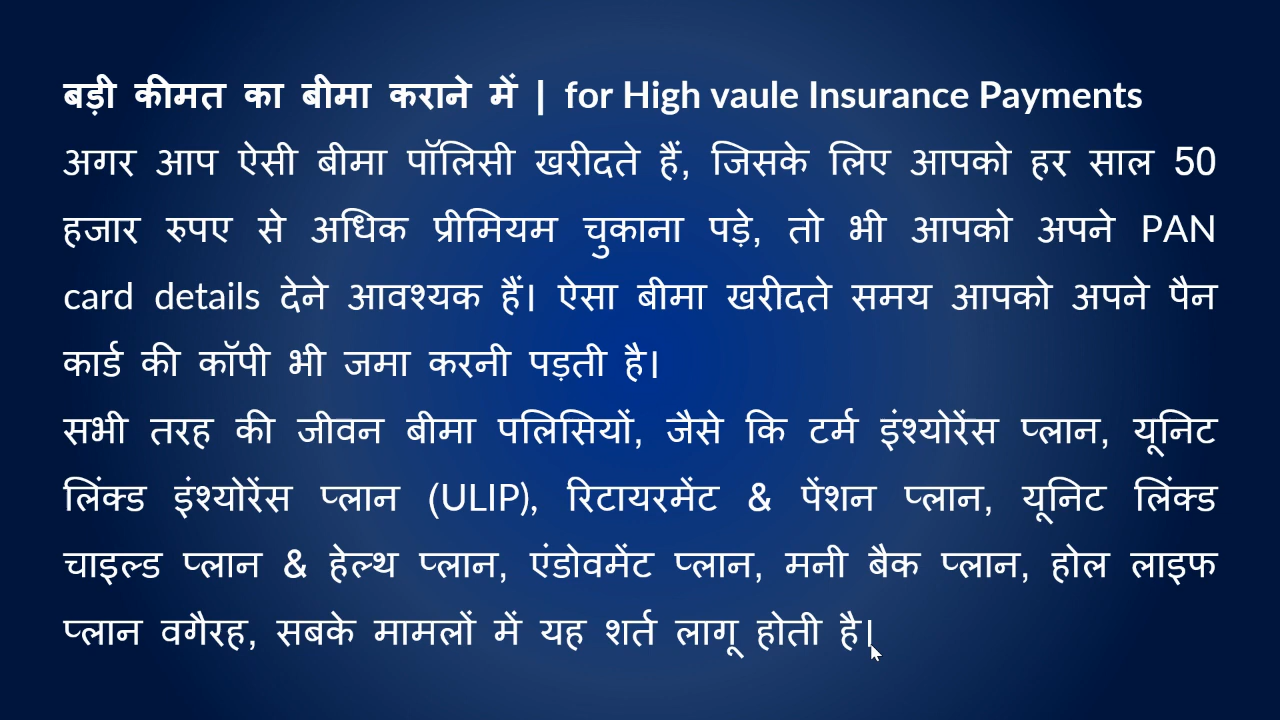 बड़ी कीमत का बीमा कराने में | for High vaule Insurance Payments
अगर आप ऐसी बीमा पॉलिसी खरीदते हैं, जिसके लिए आपको हर साल 50
हजार रुपए से अधिक प्रीमियम चुकाना पड़े, तो भी आपको अपने PAN
card details देने आवश्यक हैं। ऐसा बीमा खरीदते समय आपको अपने पैन
कार्ड की कॉपी भी जमा करनी पड़ती है।
सभी तरह की जीवन बीमा पलिसियों, जैसे कि टर्म इंश्योरेंस प्लान, यूनिट
लिंक्ड इंश्योरेंस प्लान (ULIP), रिटायरमेंट & पेंशन प्लान, यूनिट लिंक्ड
चाइल्ड प्लान & हेल्थ प्लान, एंडोवमेंट प्लान, मनी बैक प्लान, होल लाइफ
प्लान वगैरह, सबके मामलों में यह शर्त लागू होती है।